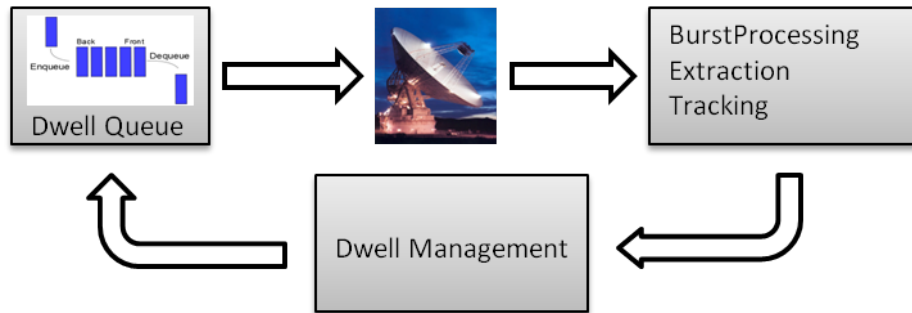 Back
Front
Enqueue
Dequeue
Dwell Queue
BurstProcessing
Extraction
Tracking
Dwell Management